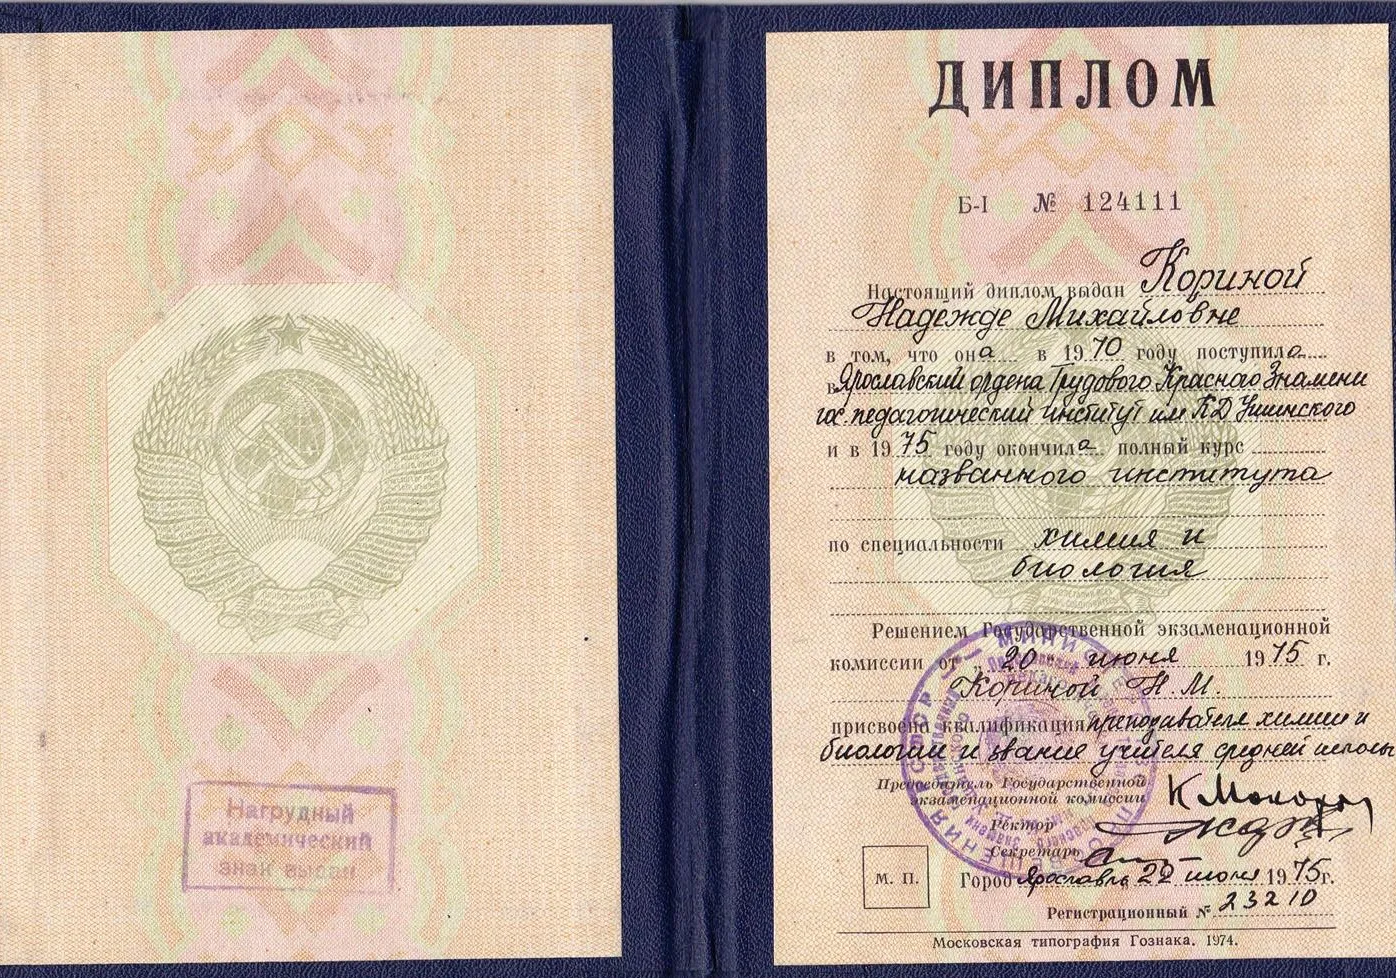 Нагрудный
академический
знак выдан
ДИПЛОМ
Б-I № 124111
Настоящий диплом выдан Кориной
Надежде Михайловне
в том, что она в 1970 году поступила
в Ярославский ордена Трудового Красного Знамени
гос. педагогический институт им К Д Ушинского
и в 1975 году окончила полный курс
названного института
по специальности химия и
биология
Решением Государственной экзаменационной
комиссии от „20 июня 1975 г.
Кориной Н. М.
присвоена квалификация преподавателя химии и
биологии и звание учителя средней школы
Председатель Государственной
экзаменационной комиссии
Ректор
Секретарь
М. П.
Город Ярославль 22 июня 1975 г.
Регистрационный № 23210
Московская типография Гознака. 1974.